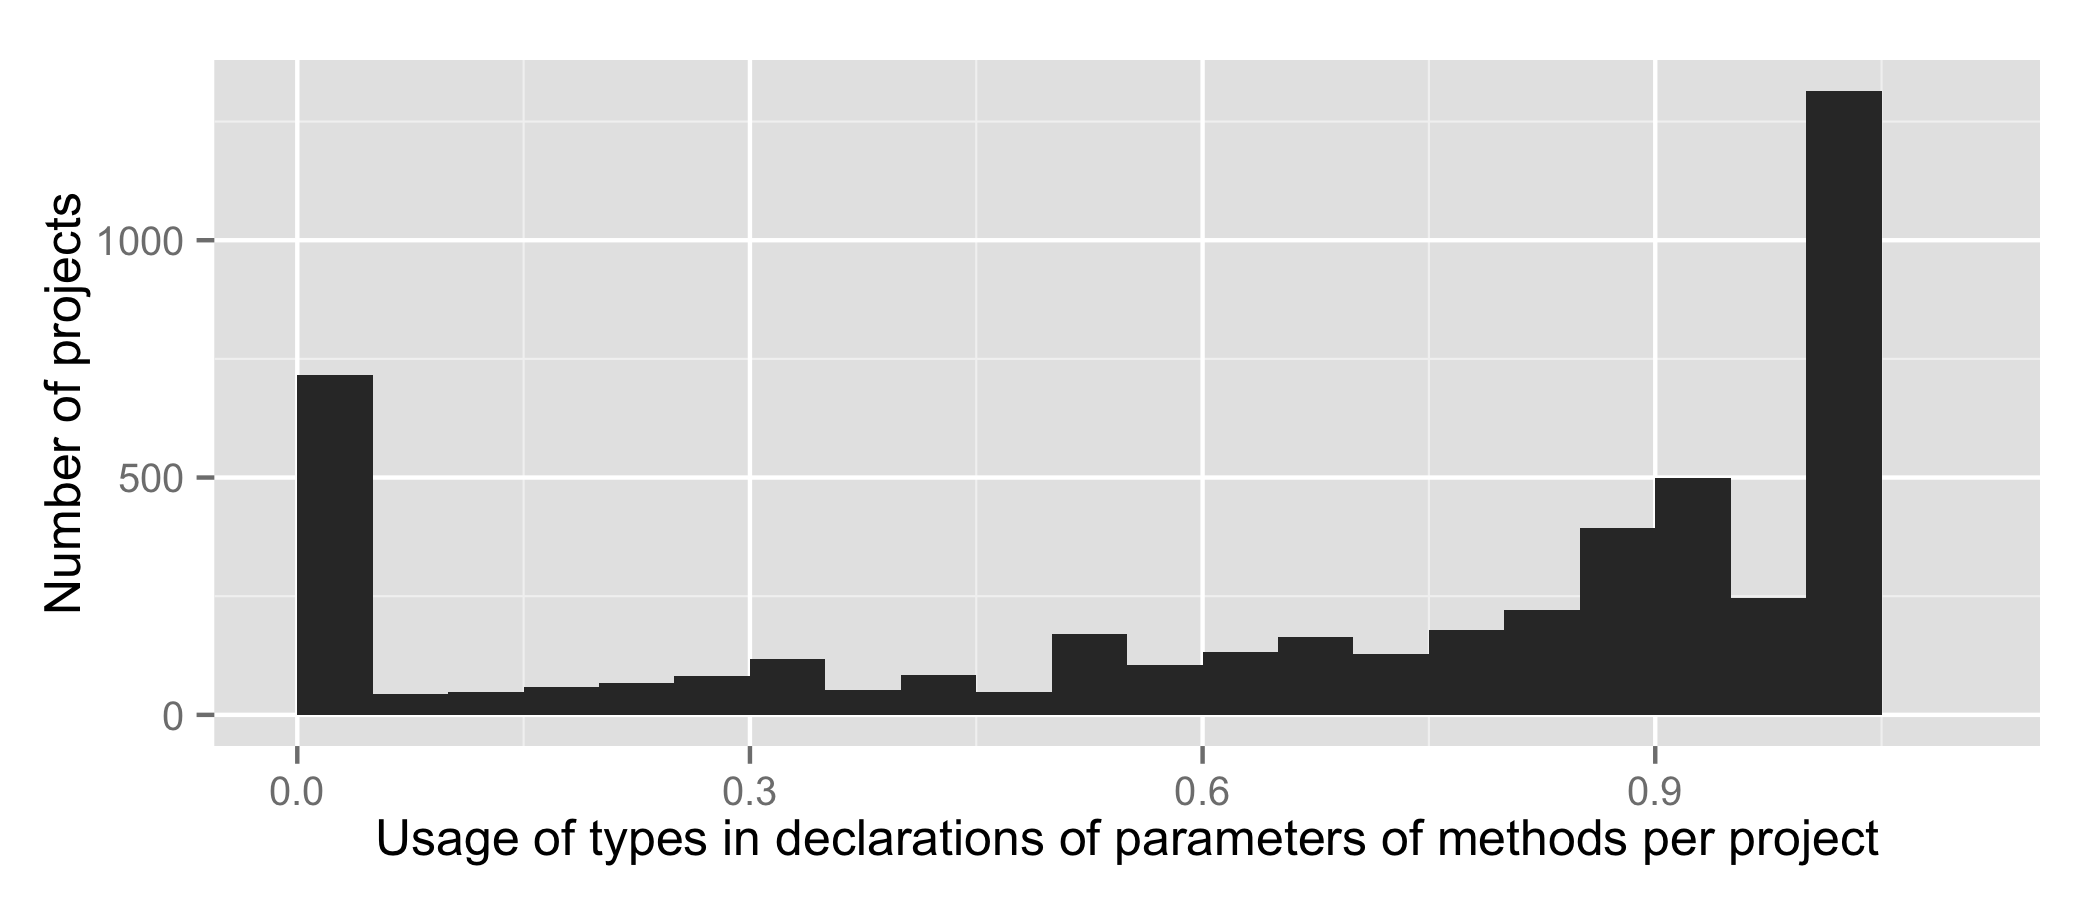 Number of projects
1000
500
0
0.0 0.3 0.6 0.9
Usage of types in declarations of parameters of methods per project